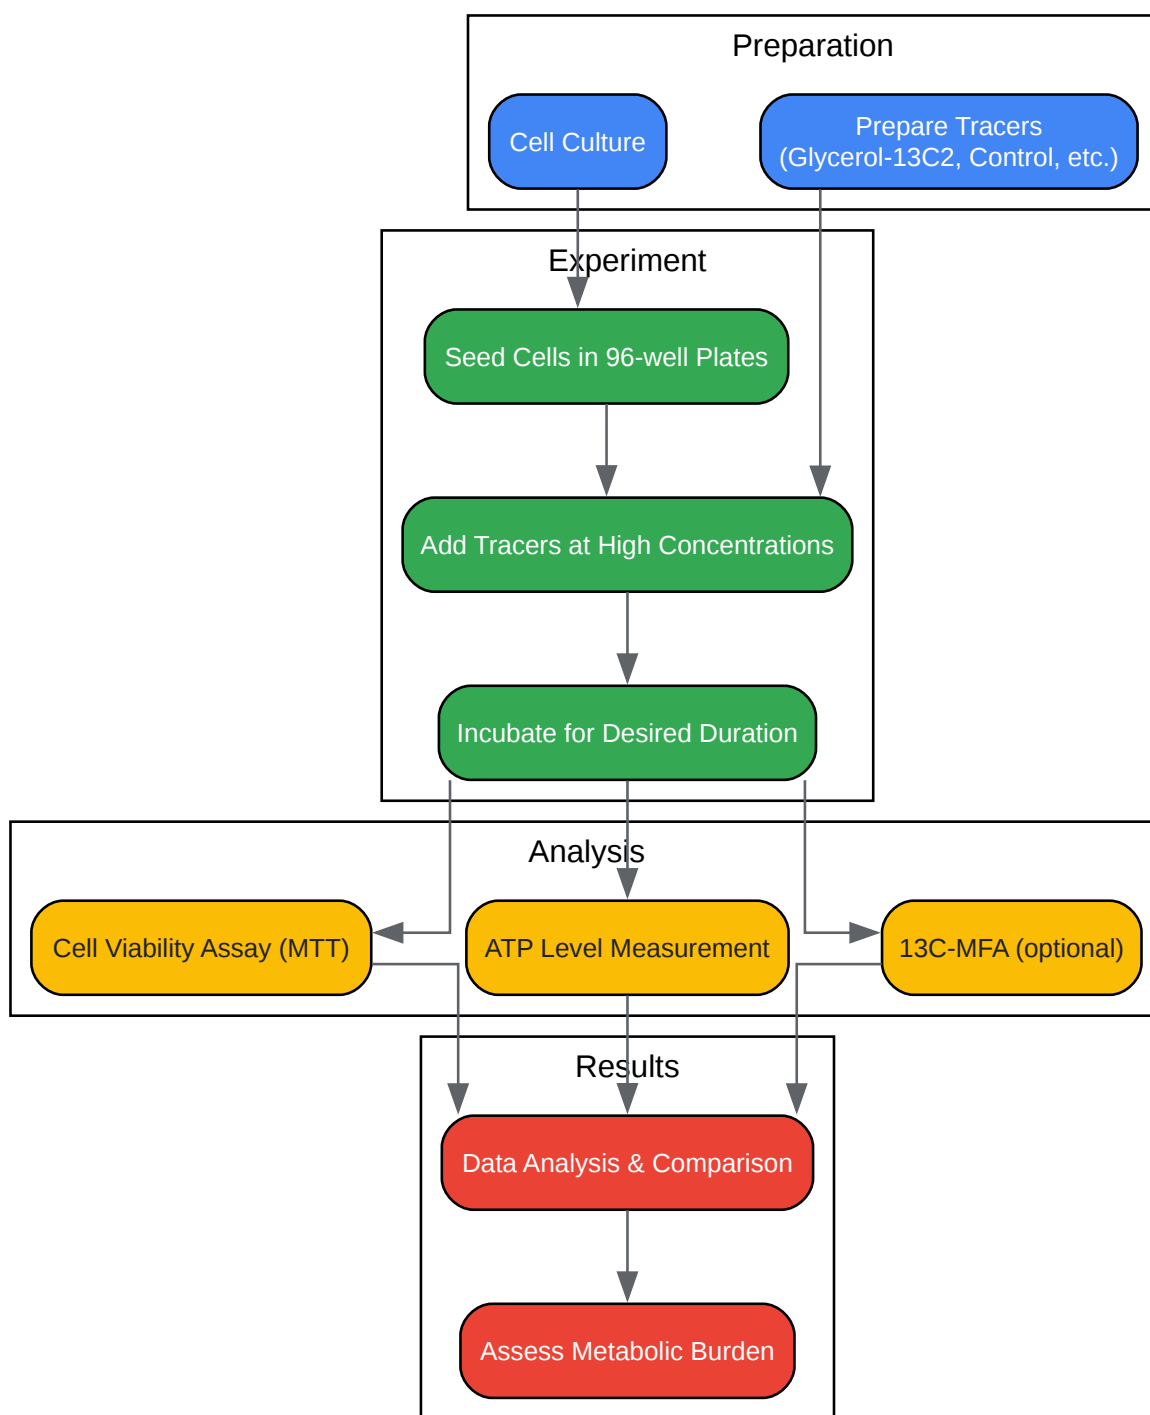 Preparation
Cell Culture
Prepare Tracers
(Glycerol-13C2, Control, etc.)
Experiment
Seed Cells in 96-well Plates
Add Tracers at High Concentrations
Incubate for Desired Duration
Analysis
Cell Viability Assay (MTT)
ATP Level Measurement
13C-MFA (optional)
Results
Data Analysis & Comparison
Assess Metabolic Burden